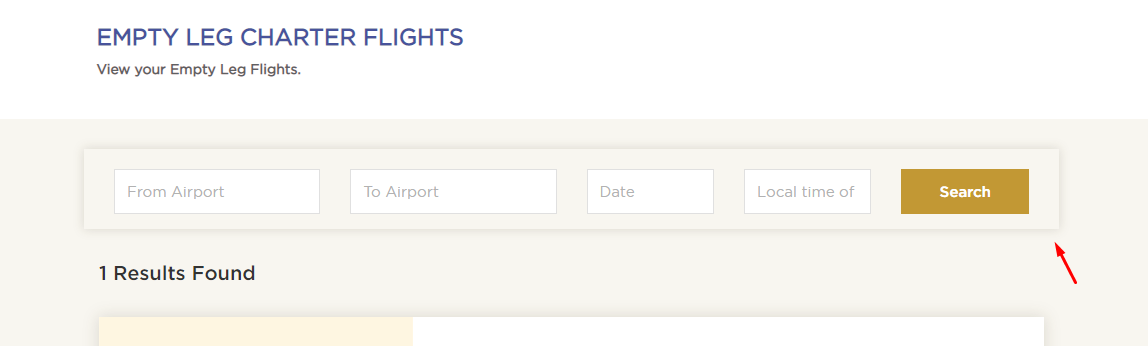 EMPTY LEG CHARTER FLIGHTS
View your Empty Leg Flights.
From Airport
To Airport
Date
Local time of
Search
1 Results Found